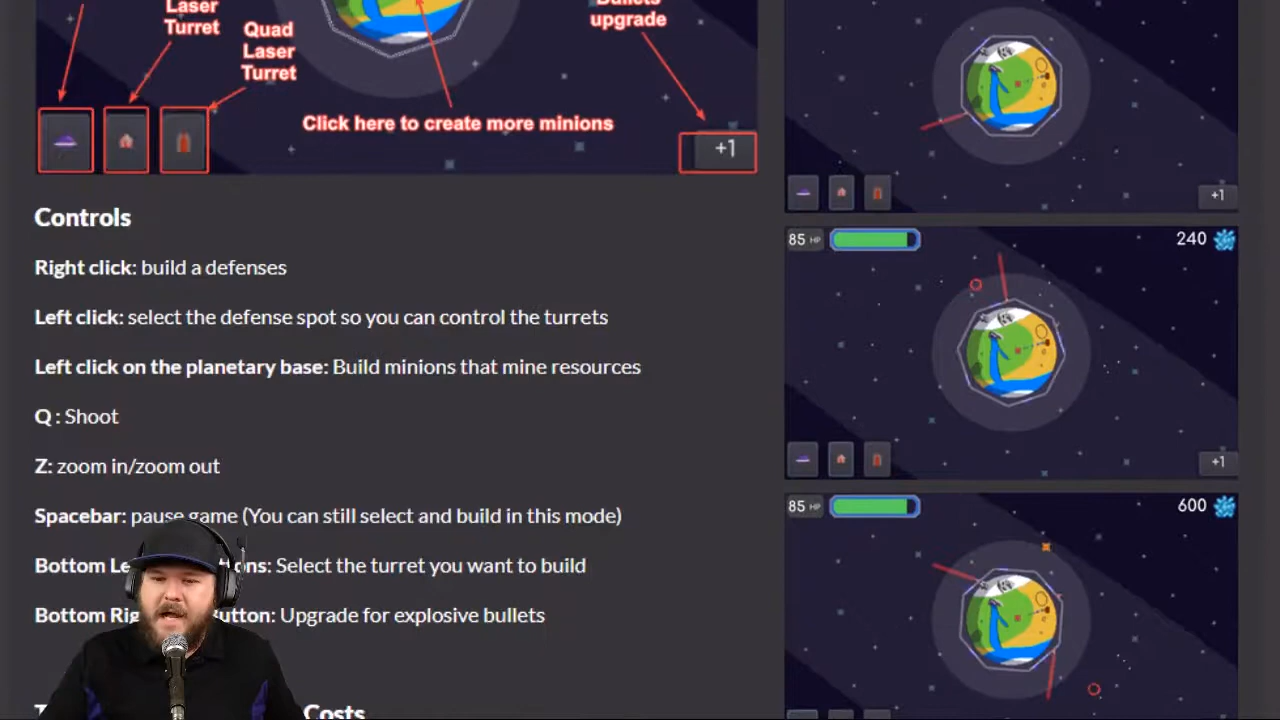 Laser
Turret
Quad
Laser
Turret
upgrade
Click here to create more minions
+1
Controls
Right click: build a defenses
Left click: select the defense spot so you can control the turrets
Left click on the planetary base: Build minions that mine resources
Q : Shoot
Z: zoom in/zoom out
Spacebar: pause game (You can still select and build in this mode)
Bottom ons: Select the turret you want to build
Bottom utton: Upgrade for explosive bullets
Costs
+1
85 HP
240
+1
85 HP
600